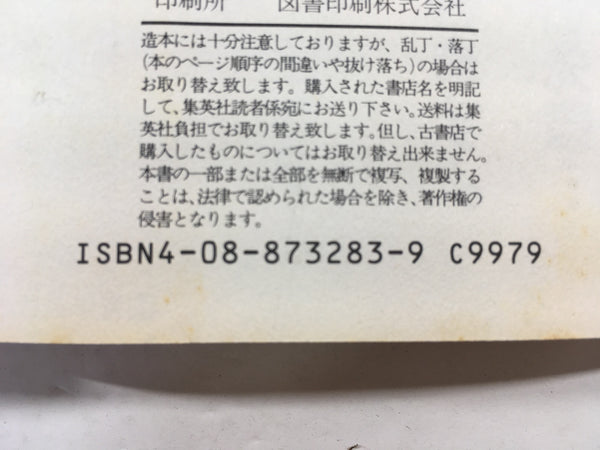 印刷所　図書印刷株式会社
造本には十分注意しておりますが、乱丁・落丁
(本のページ順序の間違いや抜け落ち)の場合は
お取り替え致します。購入された書店名を明記
して、集英社読者係宛にお送り下さい。送料は集
英社負担でお取り替え致します。但し、古書店で
購入したものについてはお取り替え出来ません。
本書の一部または全部を無断で複写、複製する
ことは、法律で認められた場合を除き、著作権の
侵害となります。
ISBN4-08-873283-9 C9979